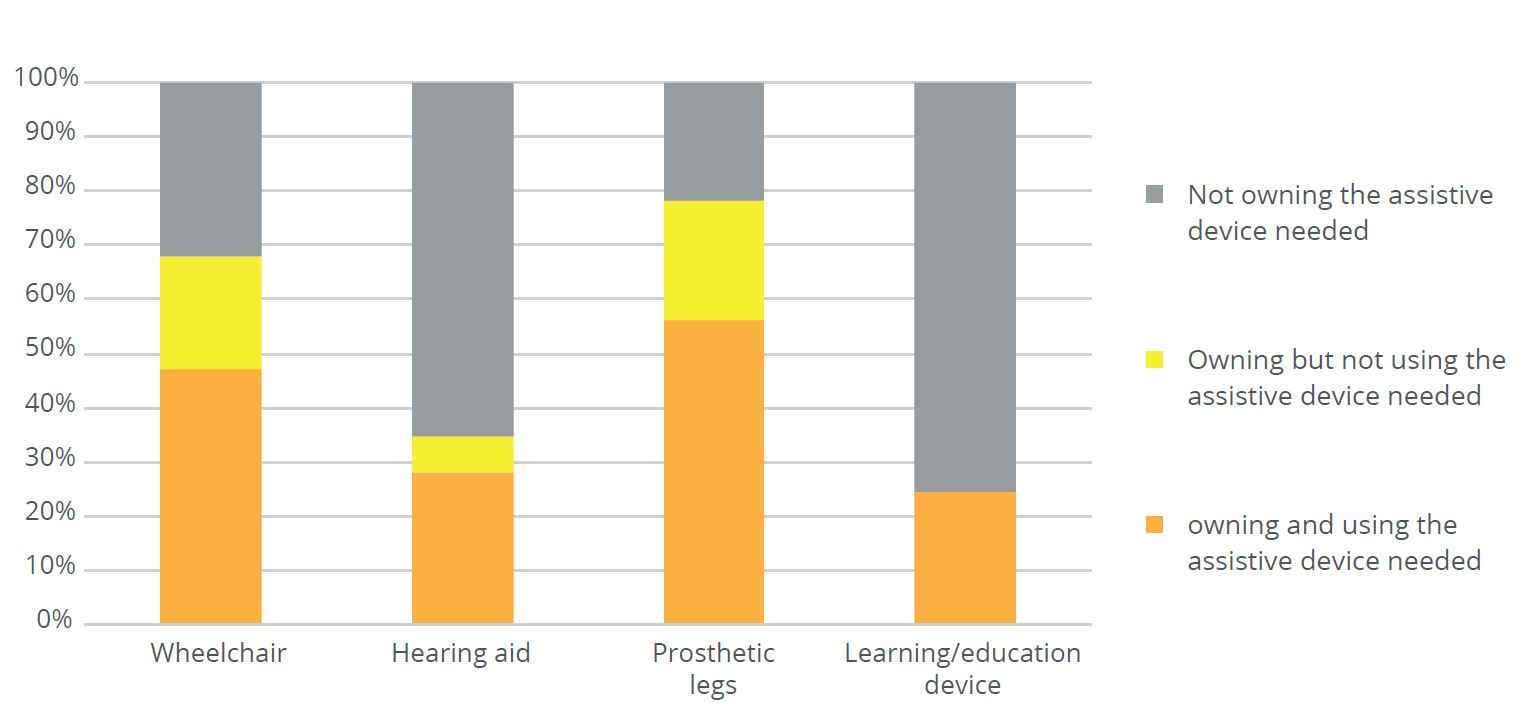 100%
90%
80%
70%
60%
50%
40%
30%
20%
10%
0%
Wheelchair
Hearing aid
Prosthetic
legs
Learning/education
device
Not owning the assistive
device needed
Owning but not using the
assistive device needed
owning and using the
assistive device needed